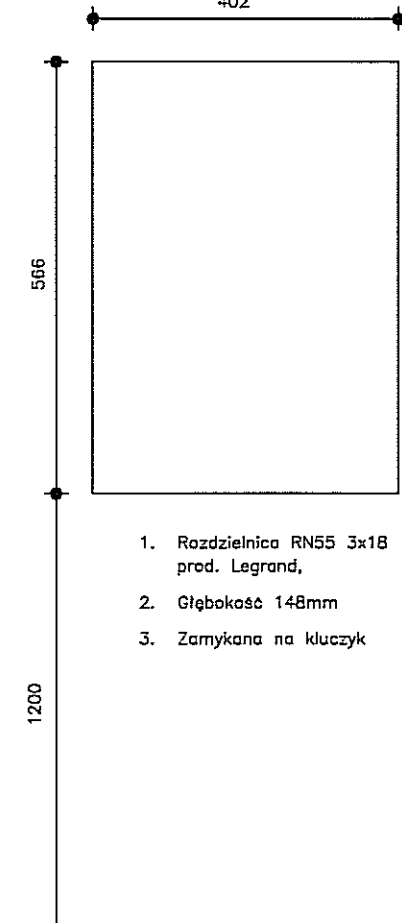 402
566
1. Rozdzielnica RN55 3x18
prod. Legrand,
2. Głębokość 148mm
3. Zamykana na kluczyk
1200